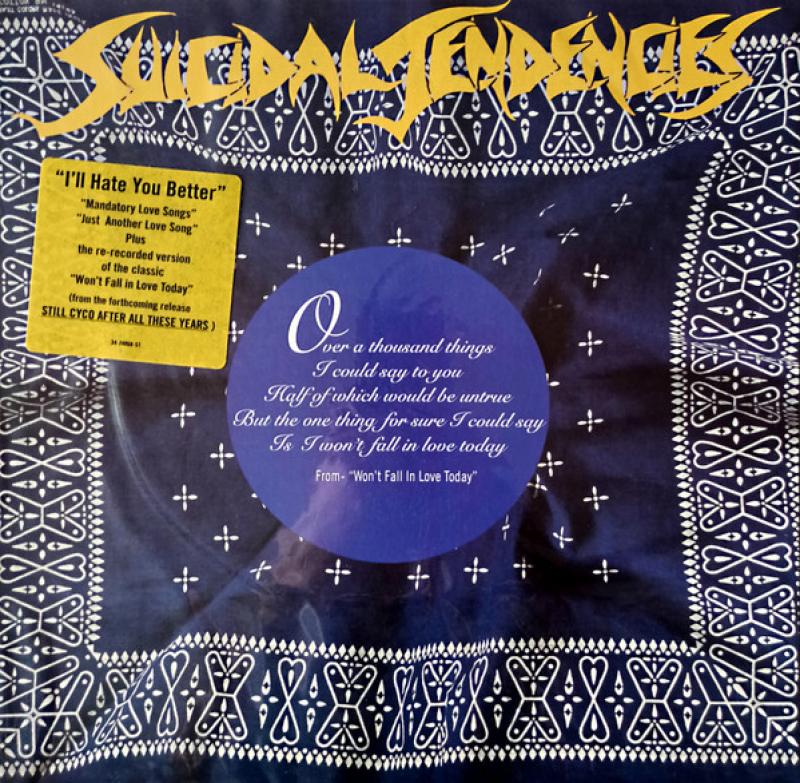 SUICIDAL TENDENCIES
"I'll Hate You Better"
"Mandatory Love Songs"
"Just Another Love Song"
Plus
the re-recorded version
of the classic
"Won't Fall in Love Today"
(from the forthcoming release
STILL CYCO AFTER ALL THESE YEARS )
Over a thousand things
I could say to you
Half of which would be untrue
But the one thing for sure I could say
Is I won't fall in love today
From- "Won't Fall In Love Today"